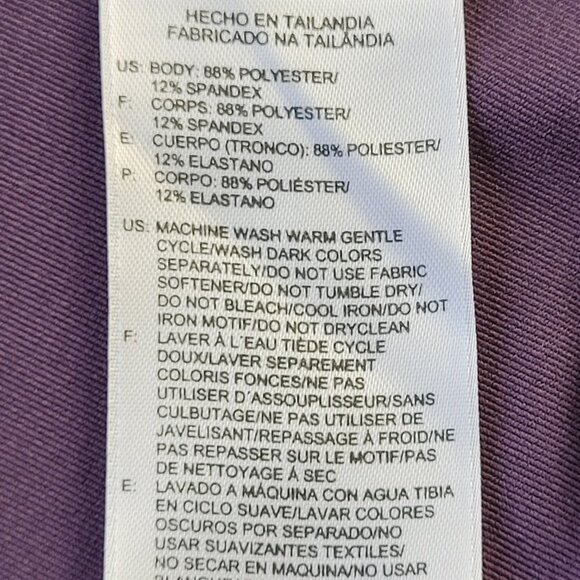 HECHO EN TAILANDIA
FABRICADO NA TAILÂNDIA
US: BODY: 88% POLYESTER/
12% SPANDEX
F: CORPS: 88% POLYESTER/
12% SPANDEX
E: CUERPO (TRONCO): 88% POLIESTER/
12% ELASTANO
P: CORPO: 88% POLIÉSTER/
12% ELASTANO
US: MACHINE WASH WARM GENTLE
CYCLE/WASH DARK COLORS
SEPARATELY/DO NOT USE FABRIC
SOFTENER/DO NOT TUMBLE DRY/
DO NOT BLEACH/COOL IRON/DO NOT
IRON MOTIF/DO NOT DRYCLEAN
F: LAVER À L'EAU TIÈDE CYCLE
DOUX/LAVER SEPAREMENT
COLORIS FONCES/NE PAS
UTILISER D´ASSOUPLISSEUR/SANS
CULBUTAGE/NE PAS UTILISER DE
JAVELISANT/REPASSAGE À FROID/NE
PAS REPASSER SUR LE MOTIF/PAS
DE NETTOYAGE À SEC
E: LAVADO A MÁQUINA CON AGUA TIBIA
EN CICLO SUAVE/LAVAR COLORES
OSCUROS POR SEPARADO/NO
USAR SUAVIZANTES TEXTILES/
NO SECAR EN MAQUINA/NO USAR